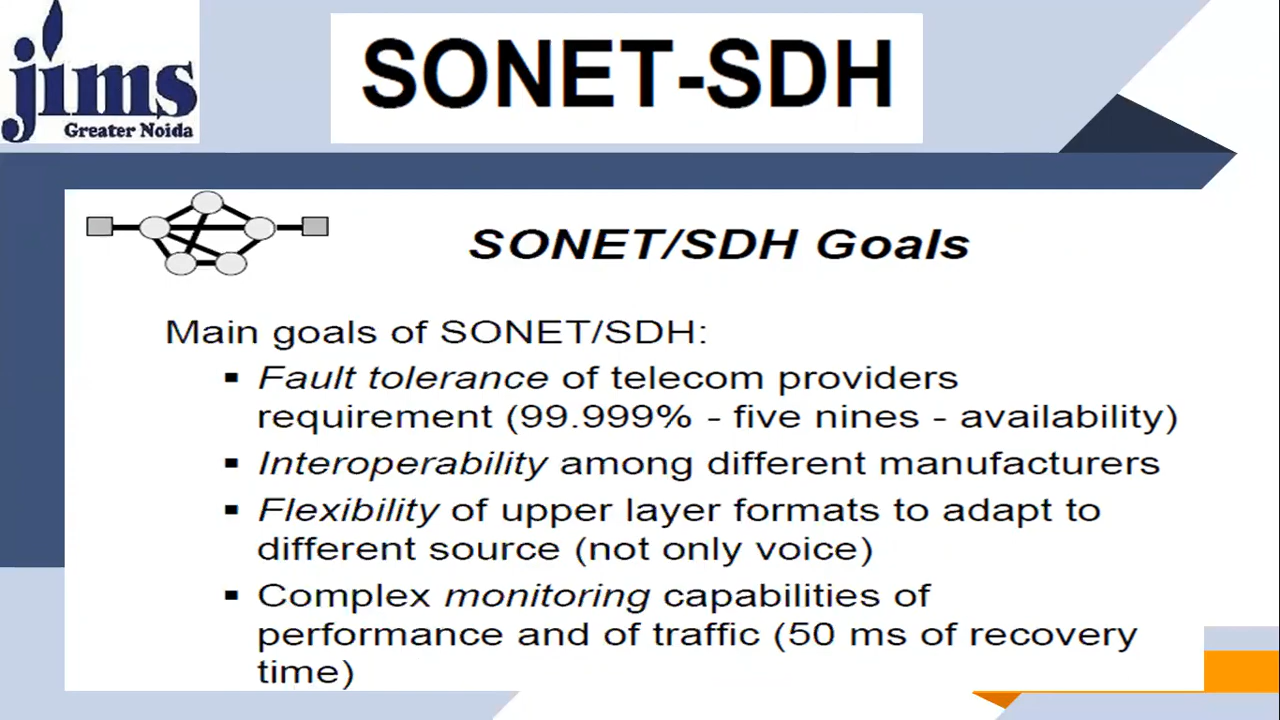 jims
Greater Noida
SONET-SDH
SONET/SDH Goals
Main goals of SONET/SDH:
▪ Fault tolerance of telecom providers
requirement (99.999% - five nines - availability)
▪ Interoperability among different manufacturers
▪ Flexibility of upper layer formats to adapt to
different source (not only voice)
▪ Complex monitoring capabilities of
performance and of traffic (50 ms of recovery
time)